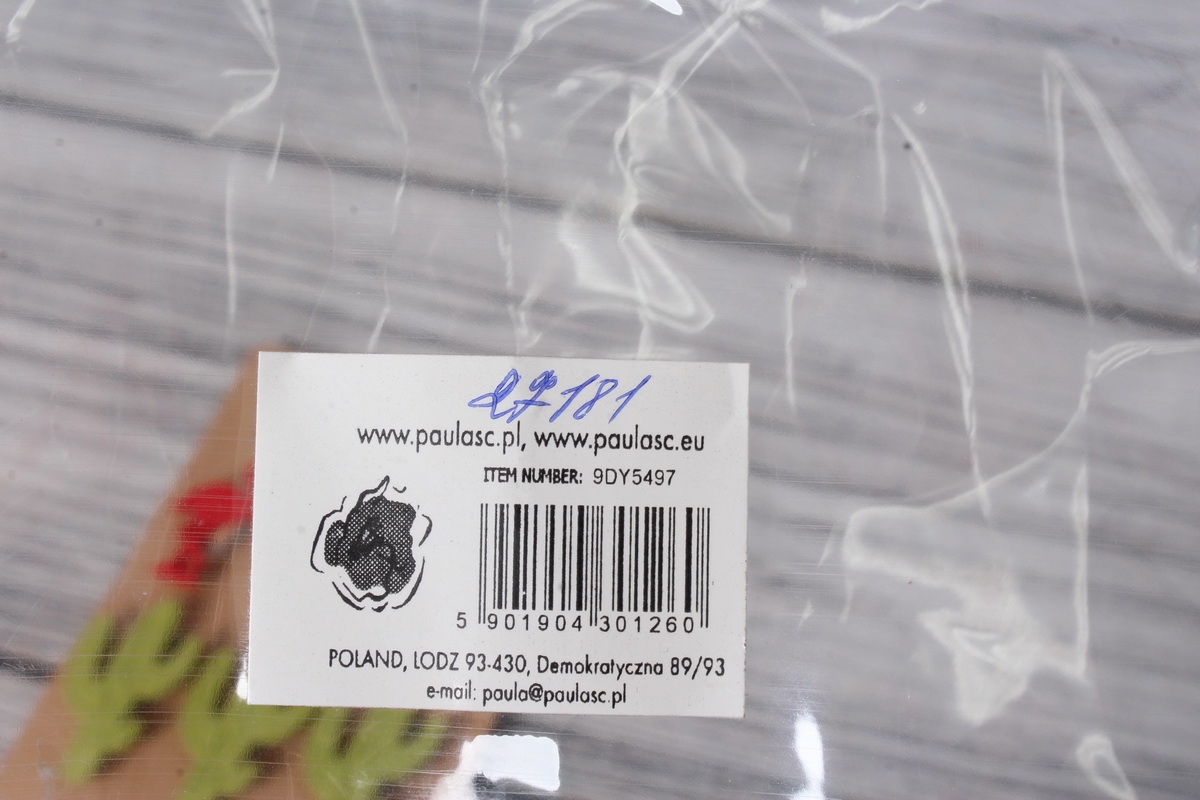 27181
www.paulasc.pl, www.paulasc.eu
ITEM NUMBER: 9DY5497
5 901904 301260
POLAND, LODZ 93-430, Demokratyczna 89/93
e-mail: paula@paulasc.pl